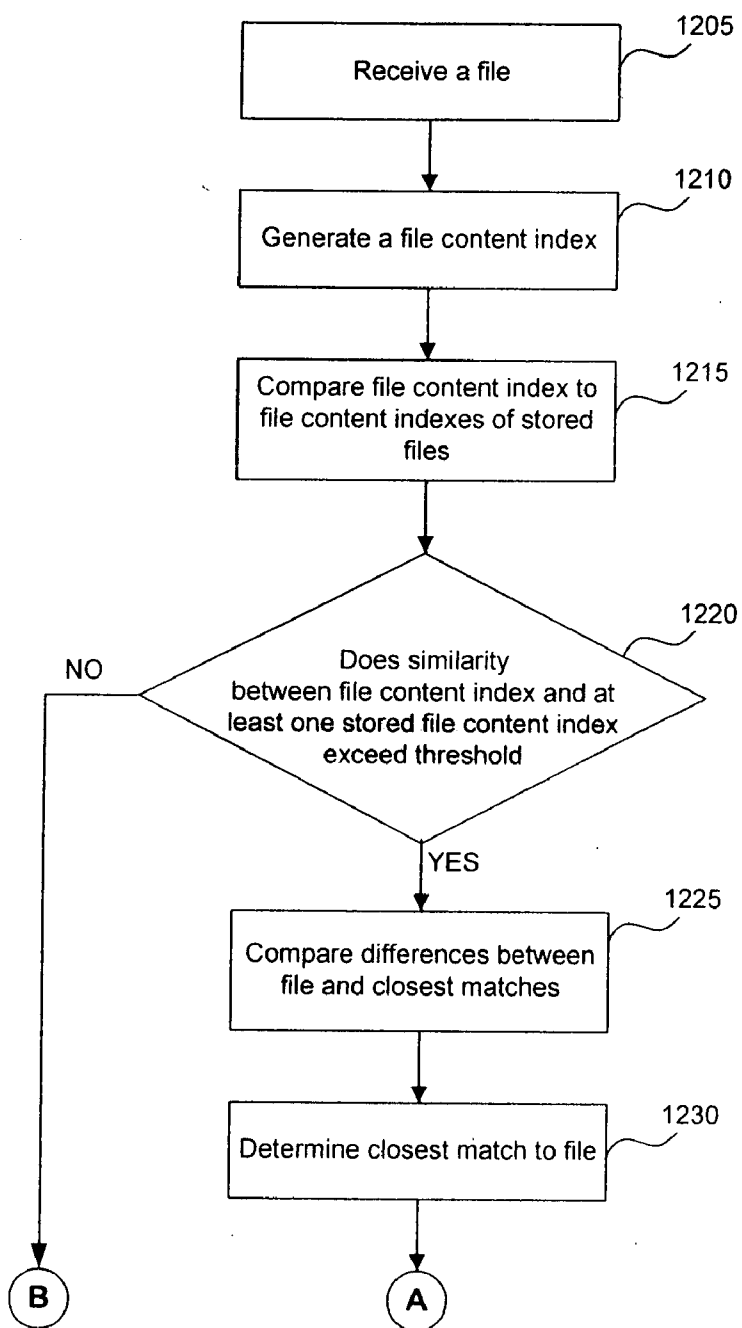 1205
Receive a file
1210
Generate a file content index
1215
Compare file content index to
file content indexes of stored
files
1220
NO
Does similarity
between file content index and at
least one stored file content index
exceed threshold
YES
1225
Compare differences between
file and closest matches
1230
Determine closest match to file
B
A